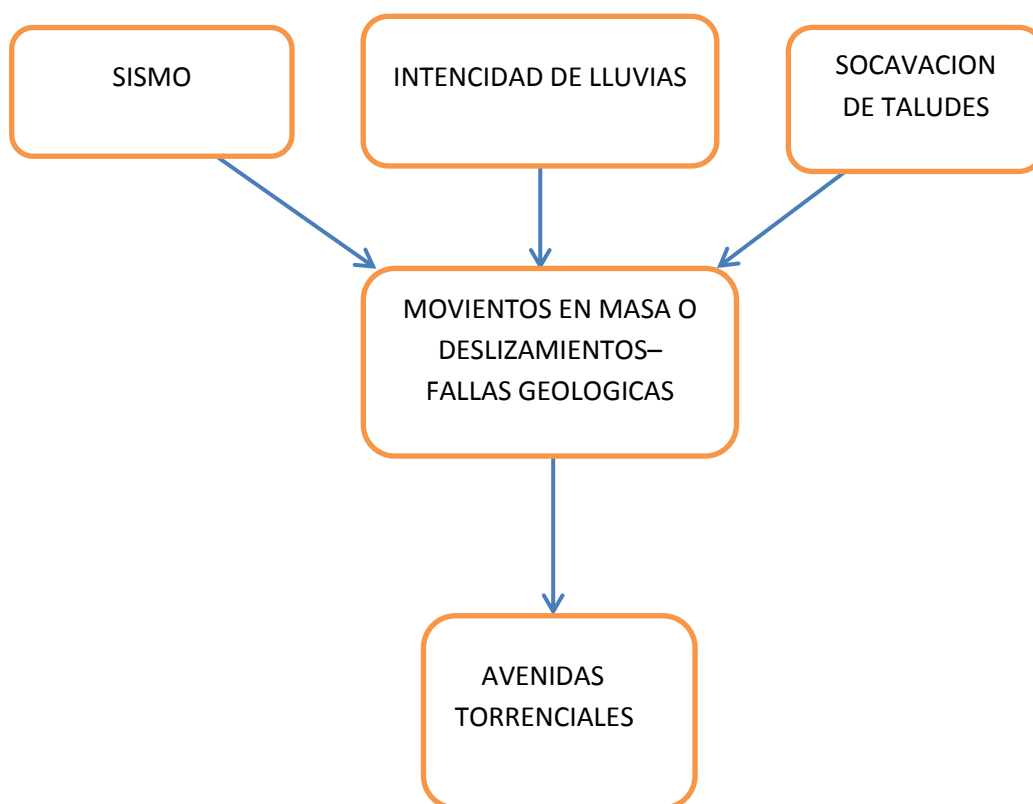 SISMO
INTENCIDAD DE LLUVIAS
SOCAVACION
DE TALUDES
MOVIENTOS EN MASA O
DESLIZAMIENTOS–
FALLAS GEOLOGICAS
AVENIDAS
TORRENCIALES